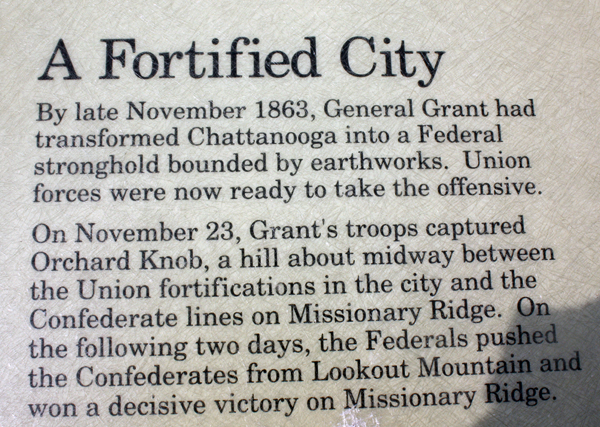 A Fortified City
By late November 1863, General Grant had
transformed Chattanooga into a Federal
stronghold bounded by earthworks. Union
forces were now ready to take the offensive.
On November 23, Grant's troops captured
Orchard Knob, a hill about midway between
the Union fortifications in the city and the
Confederate lines on Missionary Ridge. On
the following two days, the Federals pushed
the Confederates from Lookout Mountain and
won a decisive victory on Missionary Ridge.